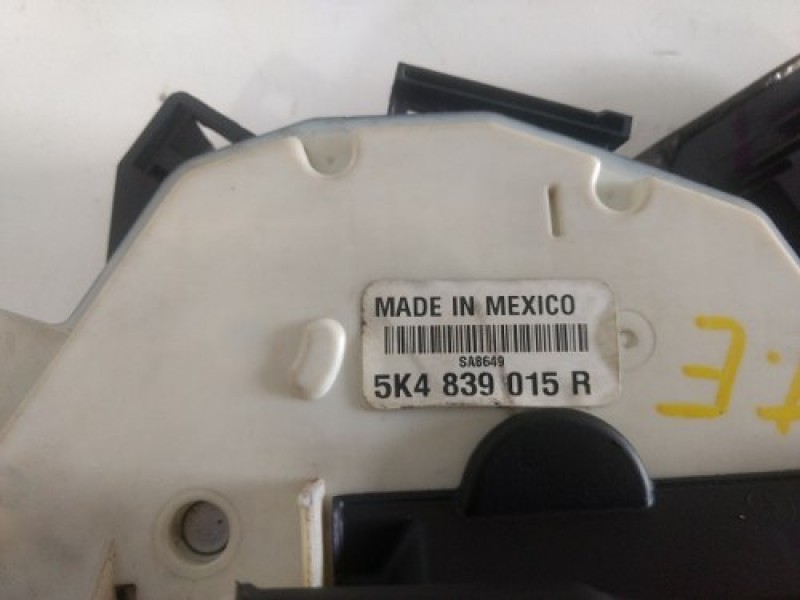 MADE IN MEXICO
SA8649
5K4 839 015 R
T.E